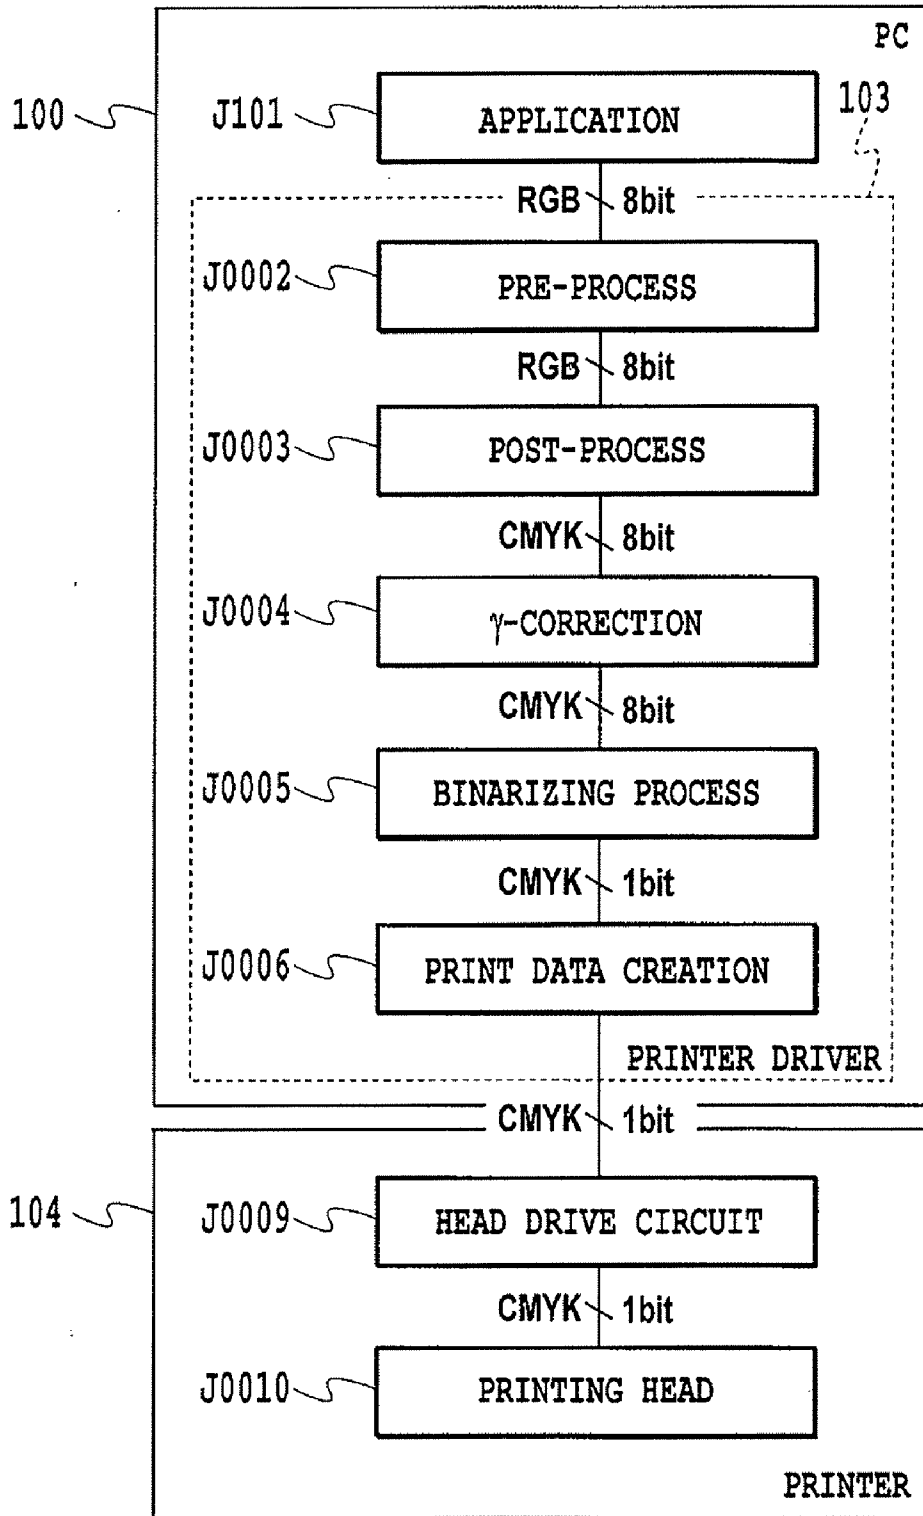 PC
100
J101
APPLICATION
103
RGB 8bit
J0002
PRE-PROCESS
RGB 8bit
J0003
POST-PROCESS
CMYK 8bit
J0004
γ-CORRECTION
CMYK 8bit
J0005
BINARIZING PROCESS
CMYK 1bit
J0006
PRINT DATA CREATION
PRINTER DRIVER
CMYK 1bit
104
J0009
HEAD DRIVE CIRCUIT
CMYK 1bit
J0010
PRINTING HEAD
PRINTER